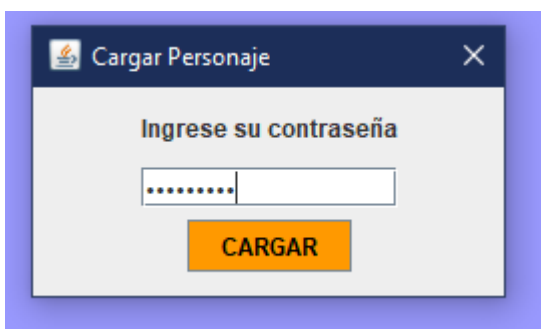 Cargar Personaje
Ingrese su contraseña
•••••••••
CARGAR